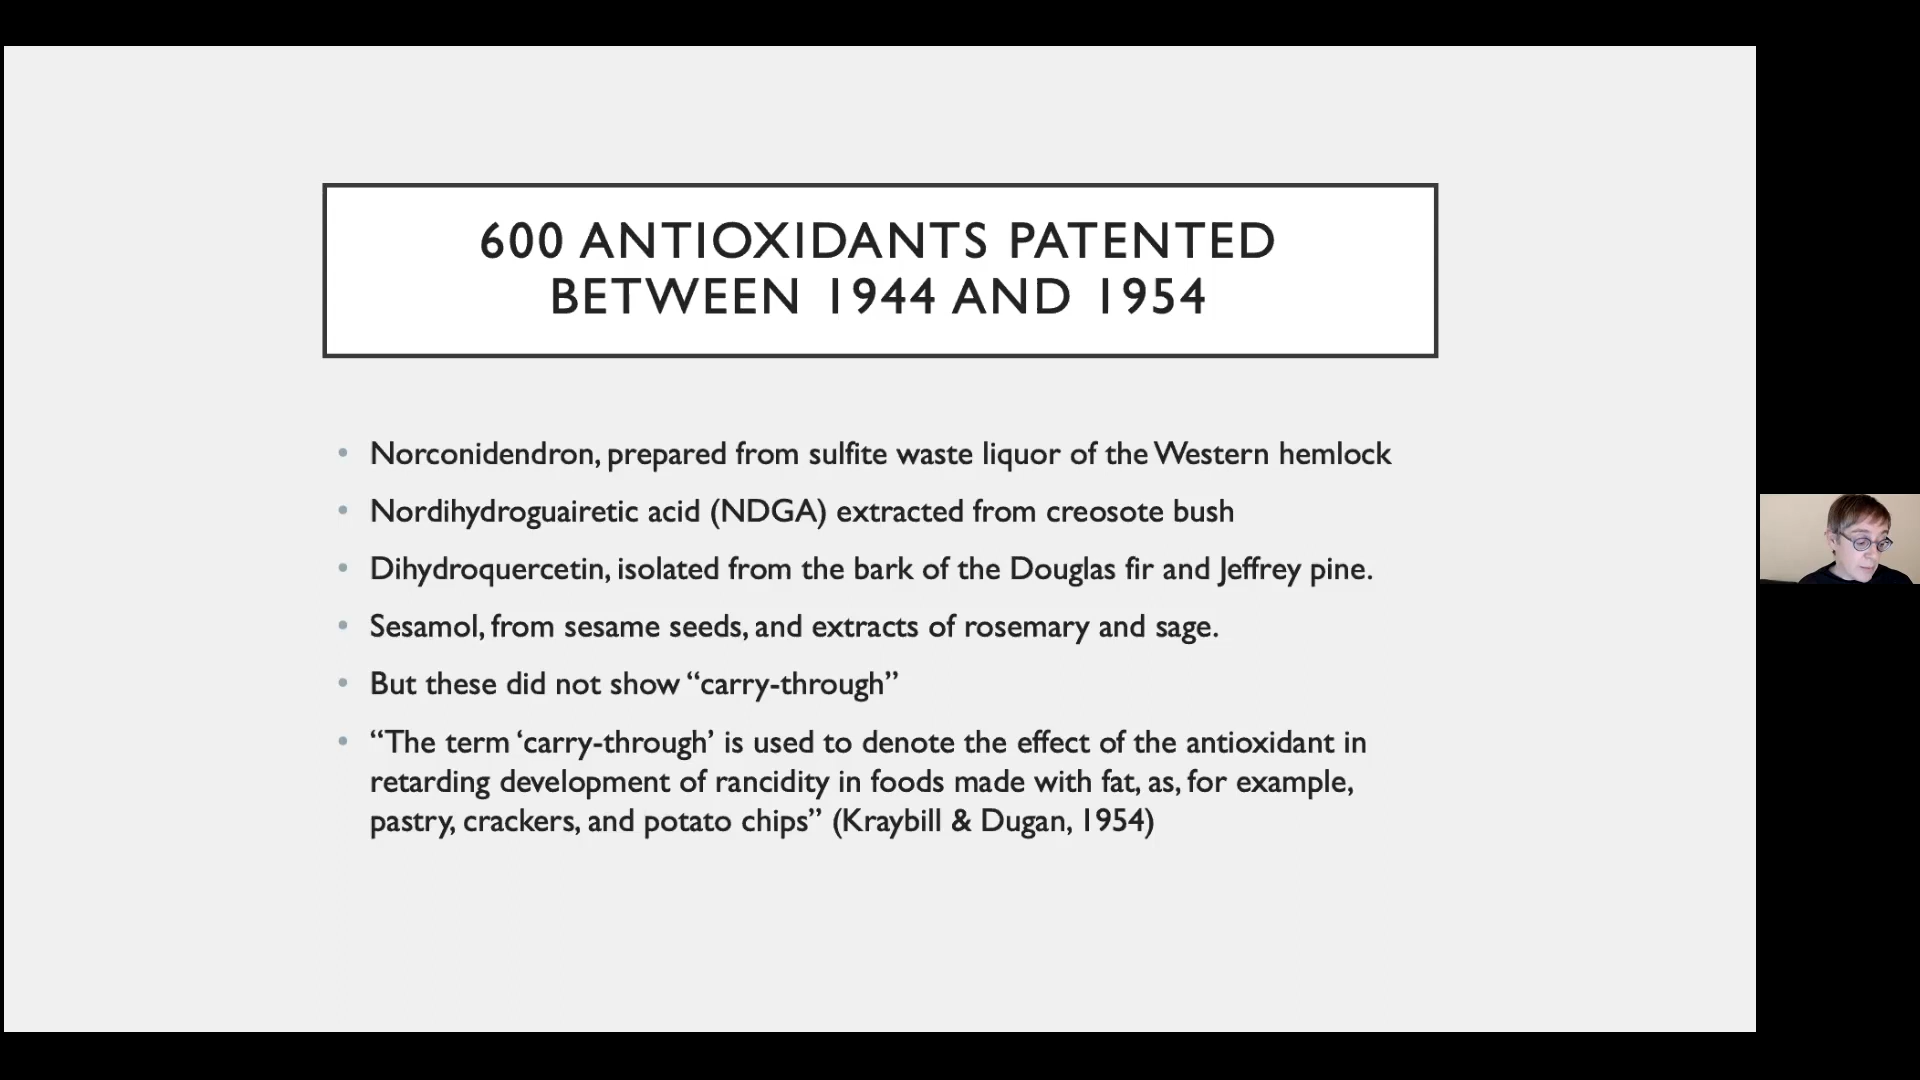 600 ANTIOXIDANTS PATENTED
BETWEEN 1944 AND 1954
• Norconidendron, prepared from sulfite waste liquor of the Western hemlock
• Nordihydroguairetic acid (NDGA) extracted from creosote bush
• Dihydroquercetin, isolated from the bark of the Douglas fir and Jeffrey pine.
• Sesamol, from sesame seeds, and extracts of rosemary and sage.
• But these did not show “carry-through”
• “The term ‘carry-through’ is used to denote the effect of the antioxidant in
retarding development of rancidity in foods made with fat, as, for example,
pastry, crackers, and potato chips” (Kraybill & Dugan, 1954)